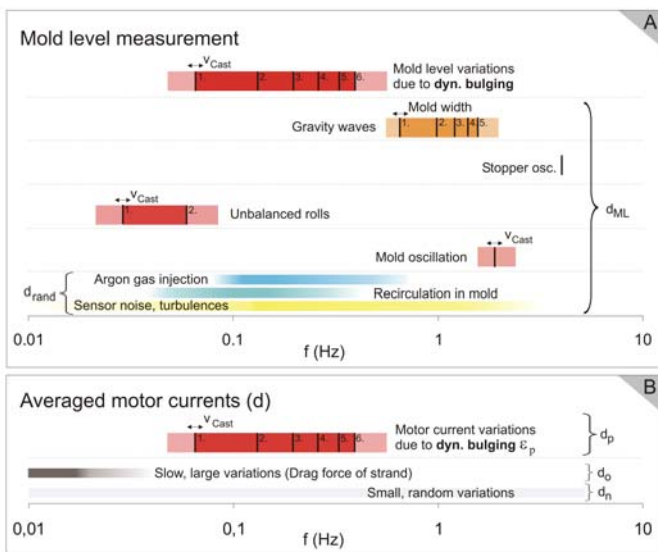 A
Mold level measurement
vCast
1. 2. 3. 4. 5. 6.
Mold level variations
due to dyn. bulging
Mold width
Gravity waves
1. 2. 3. 4. 5.
Stopper osc.
dML
vCast
1. 2.
Unbalanced rolls
vCast
Mold oscillation
drand
Argon gas injection
Recirculation in mold
Sensor noise, turbulences
0.01 0.1 1 10
f (Hz)
B
Averaged motor currents (d)
vCast
1. 2. 3. 4. 5. 6.
Motor current variations
due to dyn. bulging εp
dp
Slow, large variations (Drag force of strand)
do
Small, random variations
dn
0,01 0,1 1 10
f (Hz)